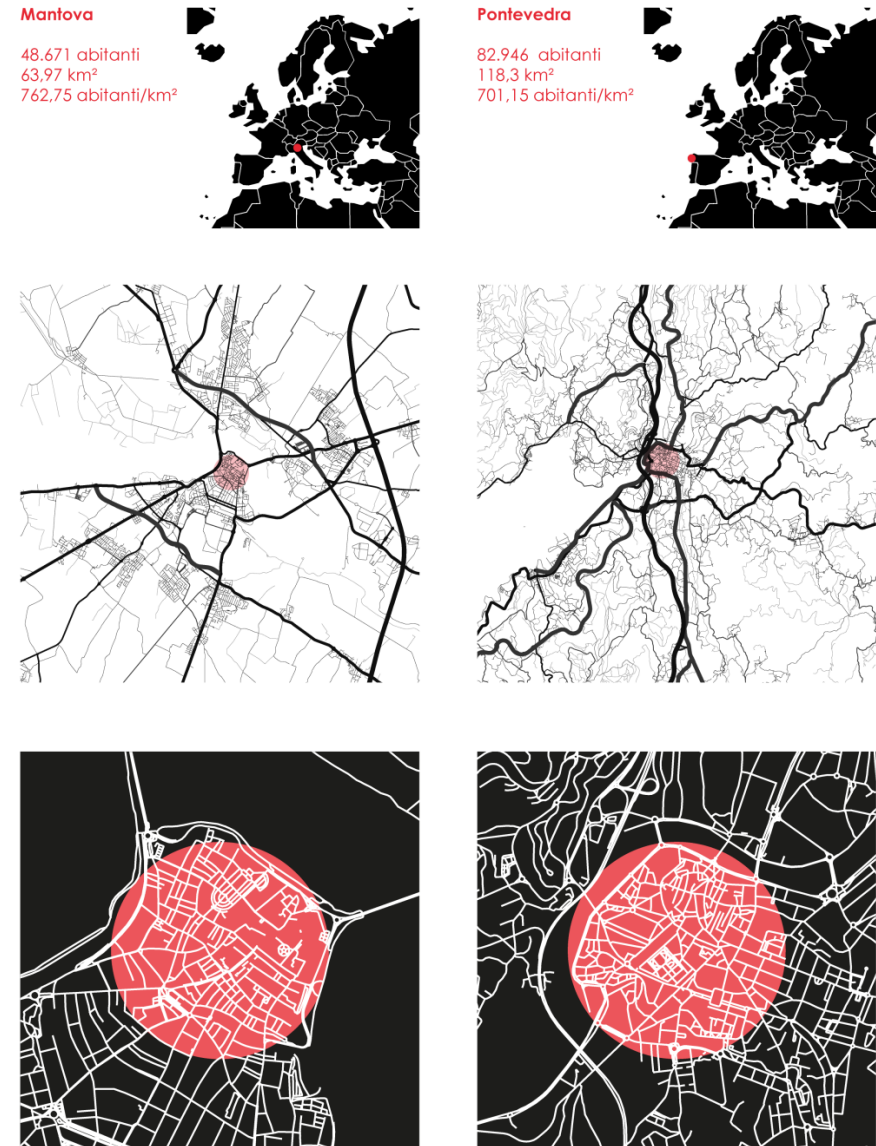 Mantova
48.671 abitanti
63,97 km²
762,75 abitanti/km²
Pontevedra
82.946 abitanti
118,3 km²
701,15 abitanti/km²